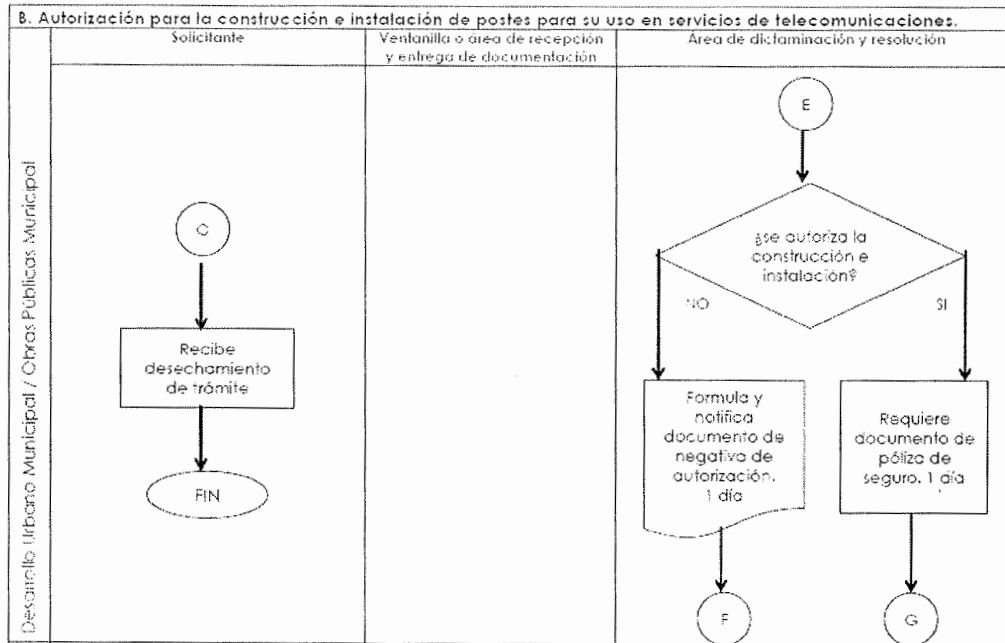 B. Autorización para la construcción e instalación de postes para su uso en servicios de telecomunicaciones.
Solicitante
Ventanilla o área de recepción
y entrega de documentación
Área de dictaminación y resolución
Desarrollo Urbano Municipal / Obras Públicas Municipal
C
Recibe
desechamiento
de trámite
FIN
E
¿se autoriza la
construcción e
instalación?
NO
SI
Formula y
notifica
documento de
negativa de
autorización.
1 día
Requiere
documento de
póliza de
seguro. 1 día
F
G